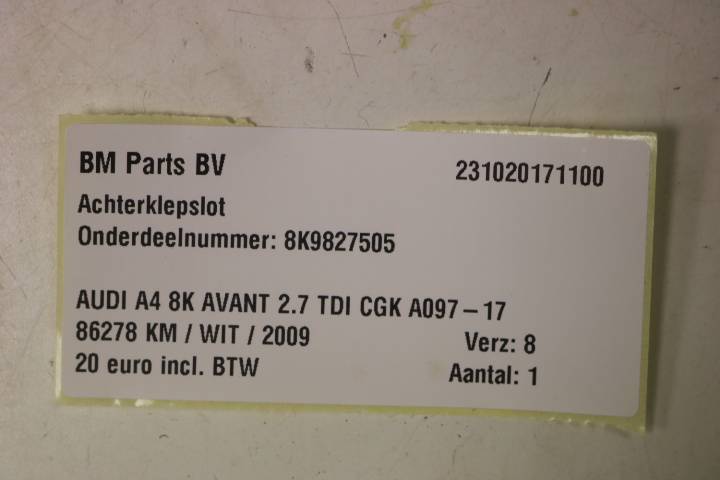 BM Parts BV 231020171100
Achterklepslot
Onderdeelnummer: 8K9827505
AUDI A4 8K AVANT 2.7 TDI CGK A097-17
86278 KM / WIT / 2009 Verz: 8
20 euro incl. BTW Aantal: 1